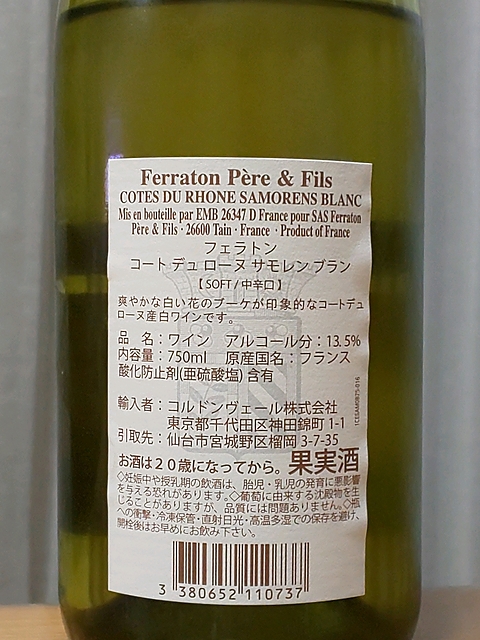 Ferraton Père & Fils
COTES DU RHONE SAMORENS BLANC
Mis en bouteille par EMB 26347 D France pour SAS Ferraton
Père & Fils · 26600 Tain · France · Product of France
フェラトン
コート デュ ローヌ サモレン ブラン
【 SOFT / 中辛口 】
爽やかな白い花のブーケが印象的なコートデュ
ローヌ産白ワインです。
品 名：ワイン アルコール分：13.5%
内容量：750ml 原産国名：フランス
酸化防止剤(亜硫酸塩) 含有
輸入者：コルドンヴェール株式会社
東京都千代田区神田錦町 1-1
引取先：仙台市宮城野区榴岡 3-7-35
お酒は２０歳になってから。 果実酒
◇妊娠中や授乳期の飲酒は、胎児・乳児の発育に悪影響
を与える恐れがあります。◇葡萄に由来する沈殿物を生
じることがありますが、品質には問題ありません。◇瓶
への衝撃・冷凍保管・直射日光・高温多湿での保存を避け、
開栓後はお早めにお飲み下さい。
3 380652 110737